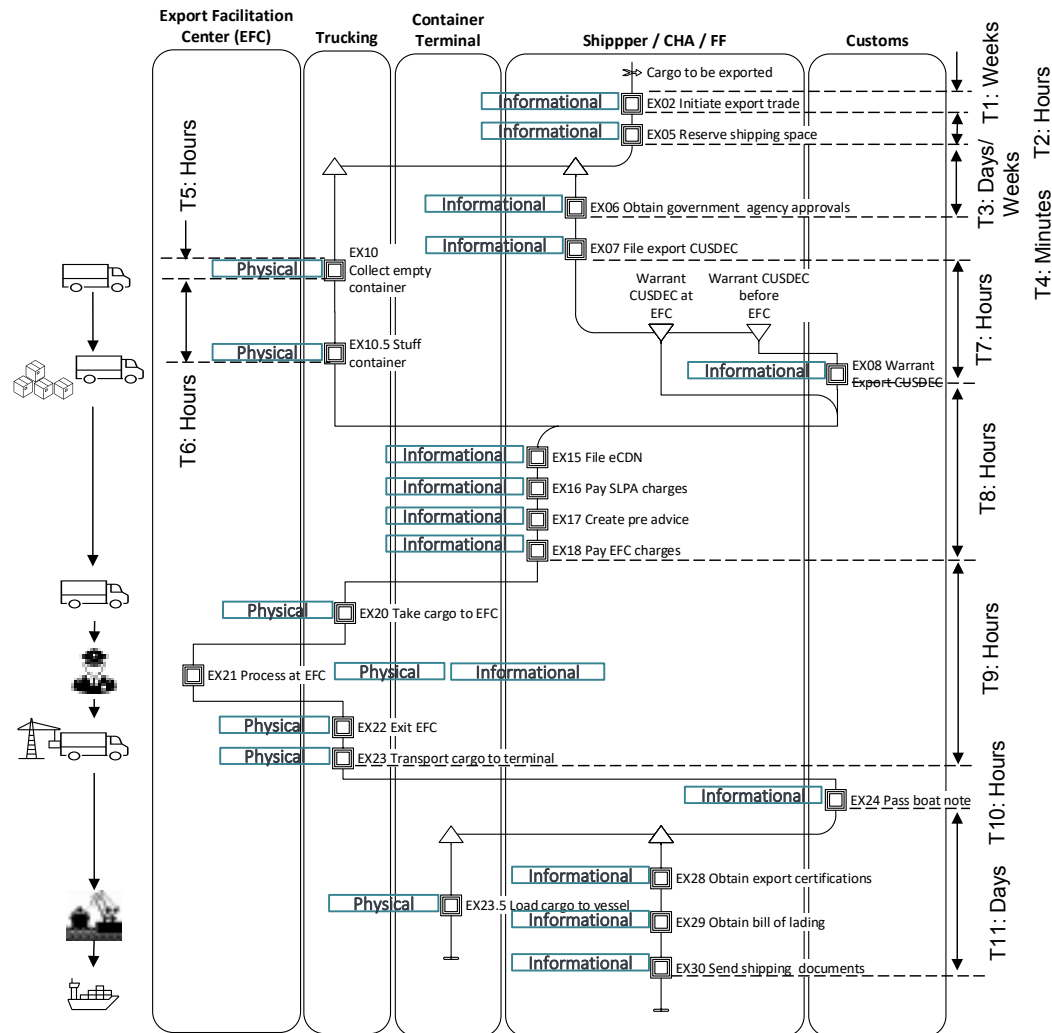 Export Facilitation
Center (EFC)
Trucking
Container
Terminal
Shippper / CHA / FF
Customs
Cargo to be exported
T1: Weeks
Informational
EX02 Initiate export trade
T2: Hours
Informational
EX05 Reserve shipping space
T3: Days/
Weeks
T5: Hours
Informational
EX06 Obtain government agency approvals
Informational
EX07 File export CUSDEC
T4: Minutes
Physical
EX10
Collect empty
container
Warrant
CUSDEC at
EFC
Warrant CUSDEC
before
EFC
T7: Hours
Physical
EX10.5 Stuff
container
Informational
EX08 Warrant
Export CUSDEC
T6: Hours
Informational
EX15 File eCDN
Informational
EX16 Pay SLPA charges
T8: Hours
Informational
EX17 Create pre advice
Informational
EX18 Pay EFC charges
Physical
EX20 Take cargo to EFC
T9: Hours
EX21 Process at EFC
Physical
Informational
Physical
EX22 Exit EFC
Physical
EX23 Transport cargo to terminal
T10: Hours
Informational
EX24 Pass boat note
Informational
EX28 Obtain export certifications
Physical
EX23.5 Load cargo to vessel
Informational
EX29 Obtain bill of lading
T11: Days
Informational
EX30 Send shipping documents